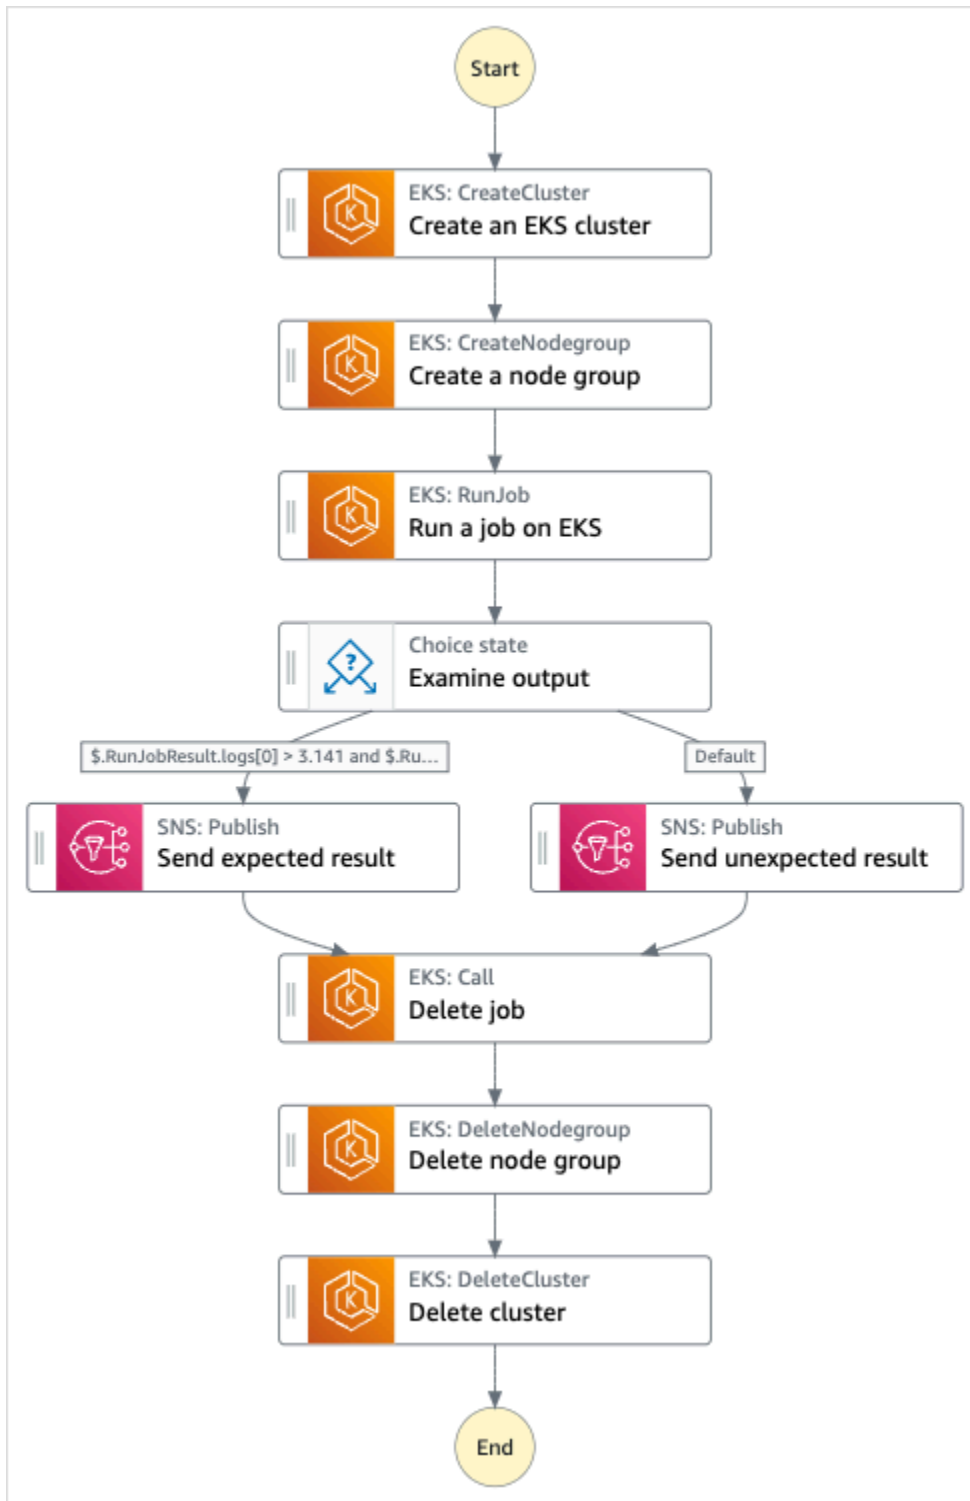 Start
EKS: CreateCluster
Create an EKS cluster
EKS: CreateNodegroup
Create a node group
EKS: RunJob
Run a job on EKS
Choice state
Examine output
$.RunJobResult.logs[0] > 3.141 and $.Ru...
Default
SNS: Publish
Send expected result
SNS: Publish
Send unexpected result
EKS: Call
Delete job
EKS: DeleteNodegroup
Delete node group
EKS: DeleteCluster
Delete cluster
End